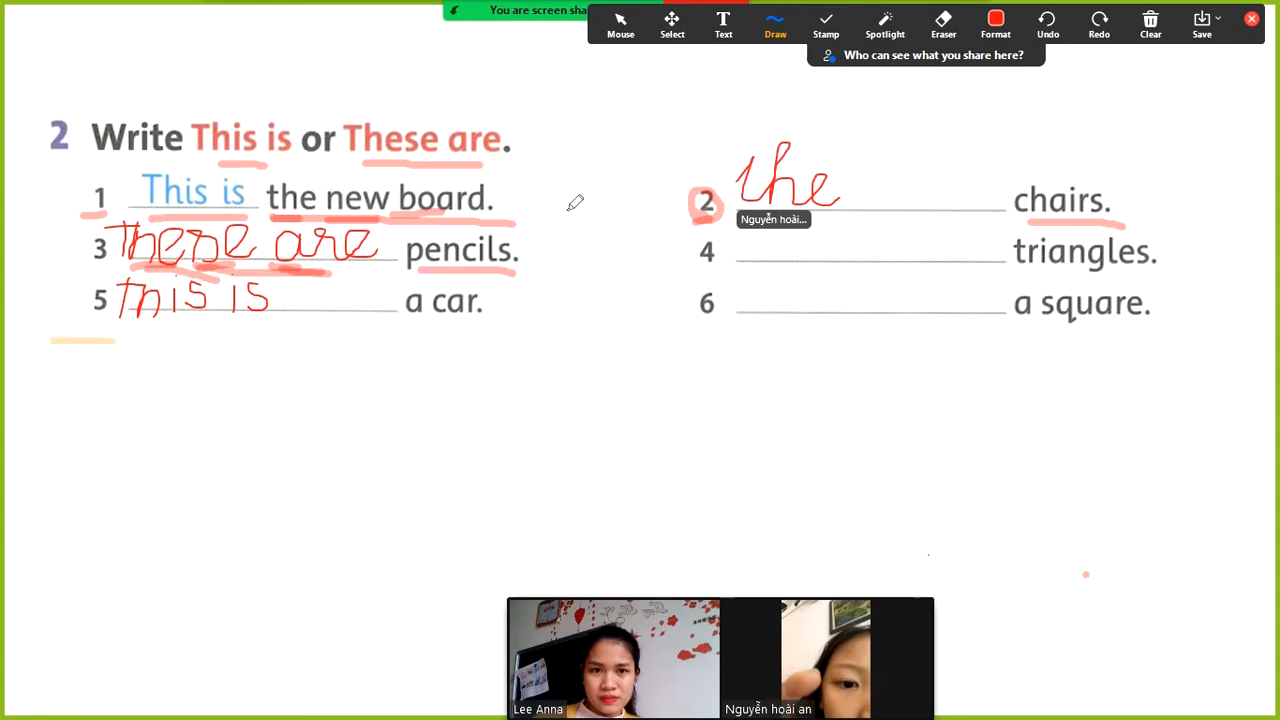 You are screen sha
Mouse Select Text Draw Stamp Spotlight Eraser Format Undo Redo Clear Save
Who can see what you share here?
2 Write This is or These are.
1 This is the new board.
2 the chairs.
Nguyễn hoài...
3 These are pencils.
4 triangles.
5 This is a car.
6 a square.
Lee Anna
Nguyễn hoài an